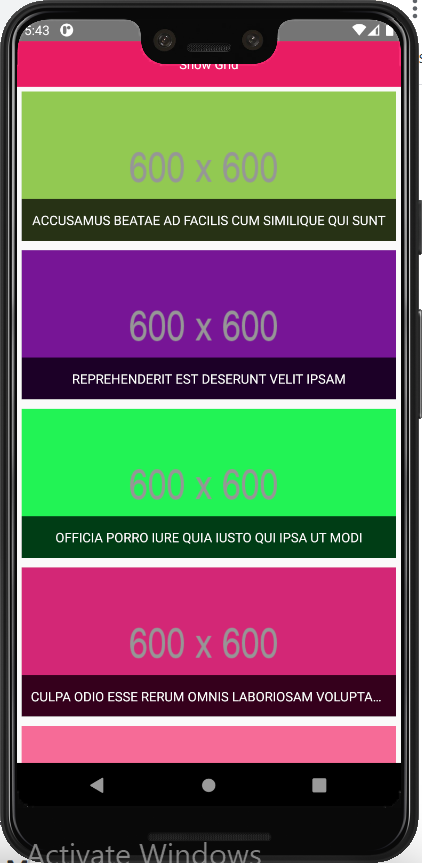 5:43
Show Grid
600 x 600
ACCUSAMUS BEATAE AD FACILIS CUM SIMILIQUE QUI SUNT
600 x 600
REPREHENDERIT EST DESERUNT VELIT IPSAM
600 x 600
OFFICIA PORRO IURE QUIA IUSTO QUI IPSA UT MODI
600 x 600
CULPA ODIO ESSE RERUM OMNIS LABORIOSAM VOLUPTA...
Activate Windows